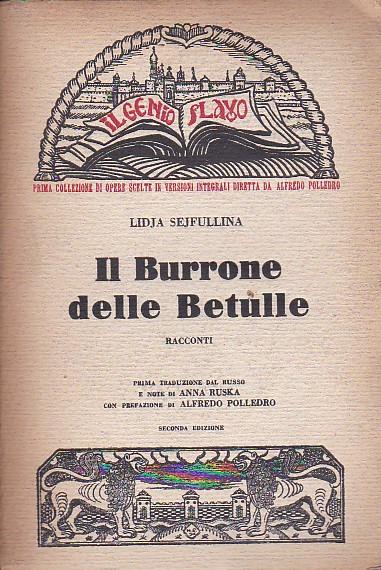 IL GENIO SLAVO
PRIMA COLLEZIONE DI OPERE SCELTE IN VERSIONI INTEGRALI DIRETTA DA ALFREDO POLLEDRO
LIDJA SEJFULLINA
Il Burrone
delle Betulle
RACCONTI
PRIMA TRADUZIONE DAL RUSSO
E NOTE DI ANNA RUSKA
CON PREFAZIONE DI ALFREDO POLLEDRO
SECONDA EDIZIONE